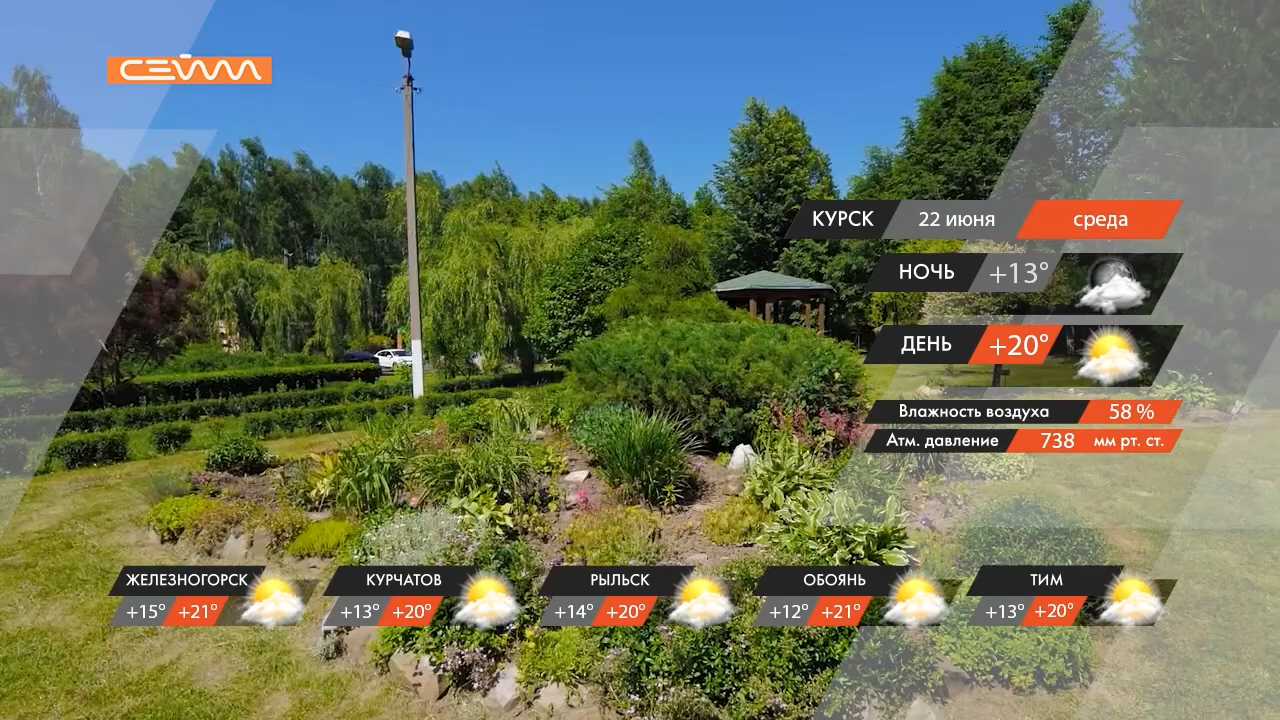 СЕЙМ
КУРСК 22 июня среда
НОЧЬ +13°
ДЕНЬ +20°
Влажность воздуха 58 %
Атм. давление 738 мм рт. ст.
ЖЕЛЕЗНОГОРСК КУРЧАТОВ РЫЛЬСК ОБОЯНЬ ТИМ
+15° +21° +13° +20° +14° +20° +12° +21° +13° +20°